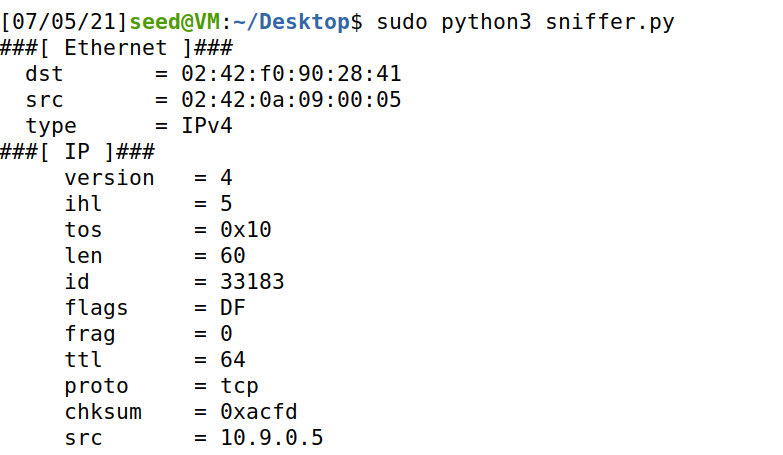 [07/05/21]seed@VM:~/Desktop$ sudo python3 sniffer.py
###[ Ethernet ]###
  dst       = 02:42:f0:90:28:41
  src       = 02:42:0a:09:00:05
  type      = IPv4
###[ IP ]###
     version   = 4
     ihl       = 5
     tos       = 0x10
     len       = 60
     id        = 33183
     flags     = DF
     frag      = 0
     ttl       = 64
     proto     = tcp
     chksum    = 0xacfd
     src       = 10.9.0.5